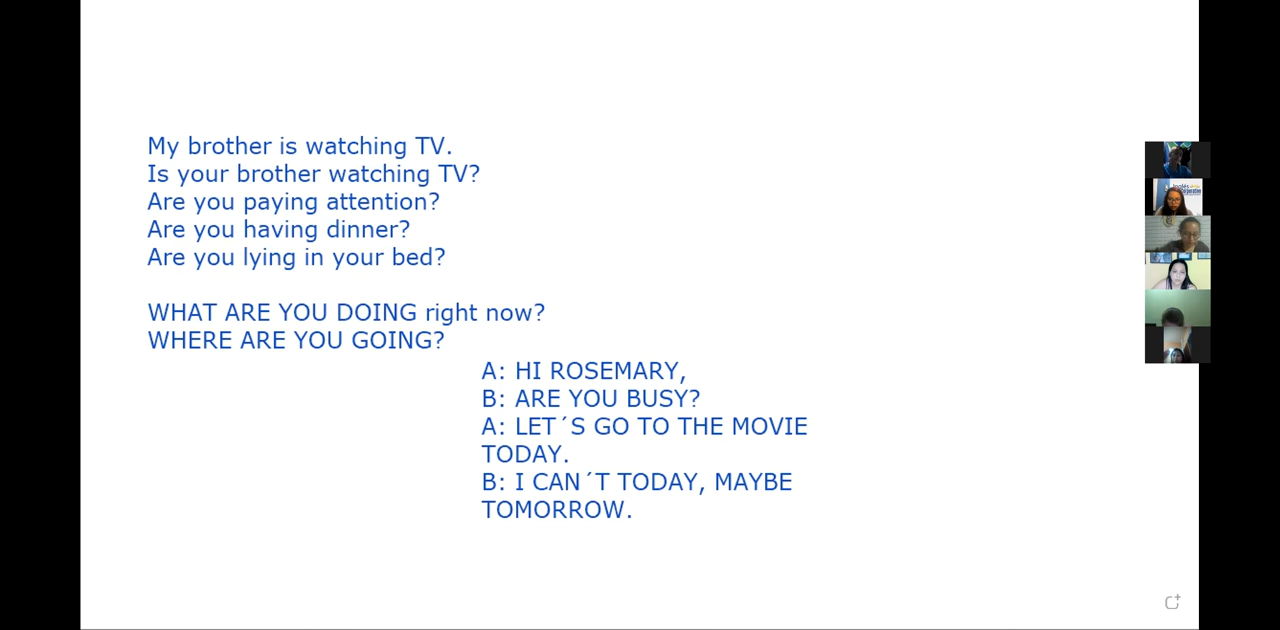 My brother is watching TV.
Is your brother watching TV?
Are you paying attention?
Are you having dinner?
Are you lying in your bed?
WHAT ARE YOU DOING right now?
WHERE ARE YOU GOING?
A: HI ROSEMARY,
B: ARE YOU BUSY?
A: LET´S GO TO THE MOVIE
TODAY.
B: I CAN´T TODAY, MAYBE
TOMORROW.
Inglés
Corporativo